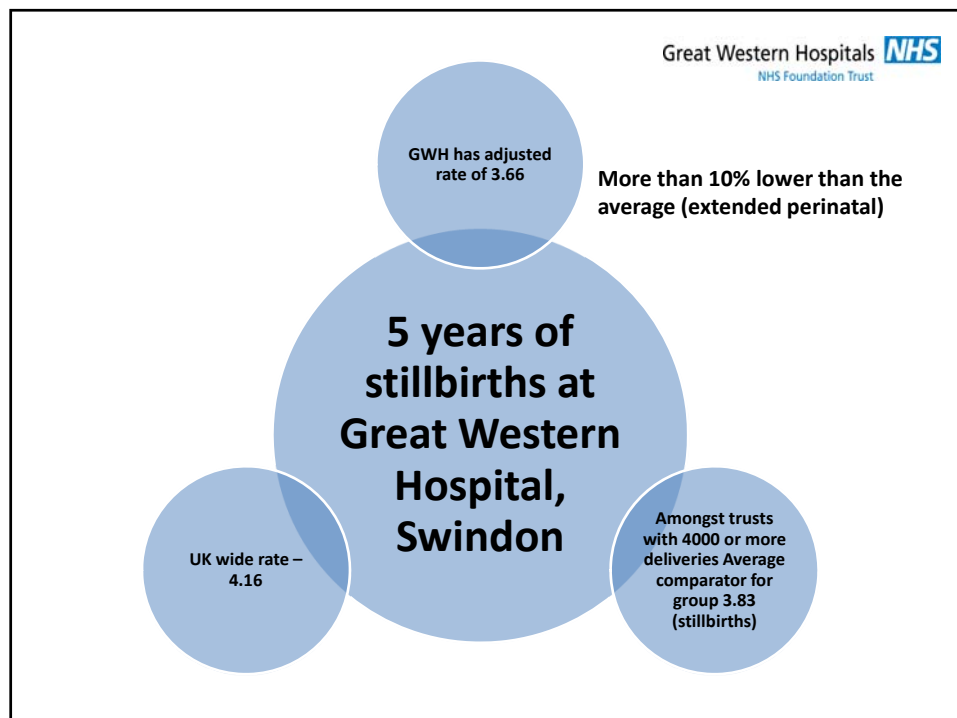 Great Western Hospitals NHS
NHS Foundation Trust
GWH has adjusted
rate of 3.66
More than 10% lower than the
average (extended perinatal)
5 years of
stillbirths at
Great Western
Hospital,
Swindon
UK wide rate –
4.16
Amongst trusts
with 4000 or more
deliveries Average
comparator for
group 3.83
(stillbirths)